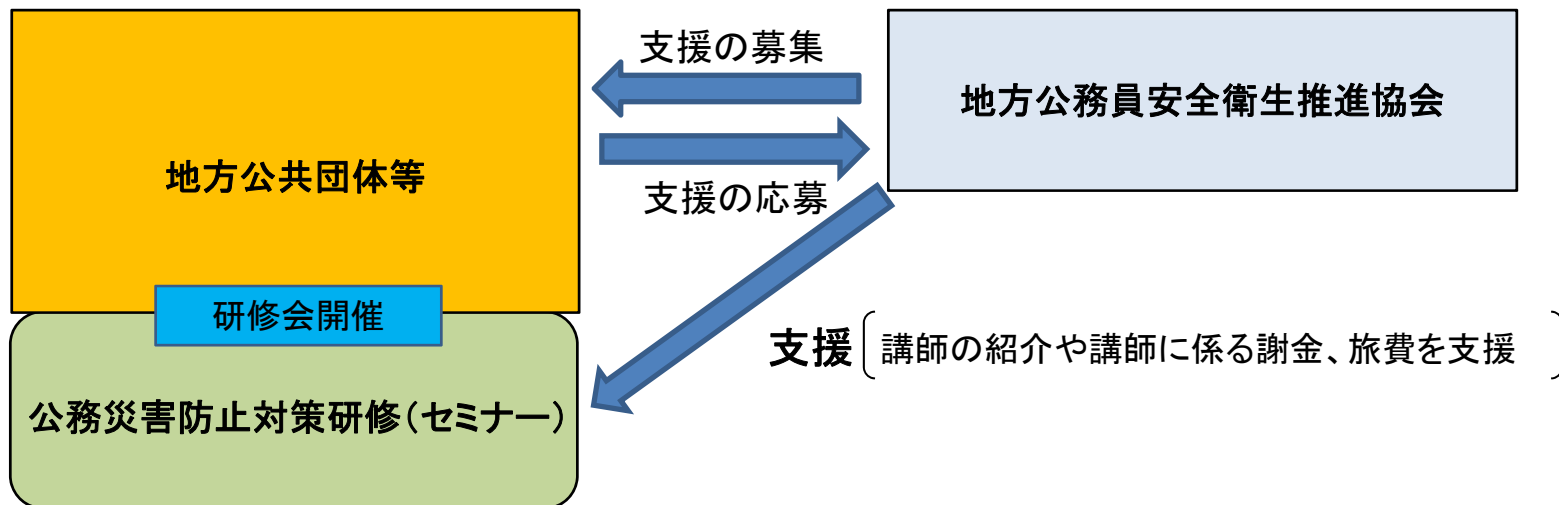 支援の募集
地方公務員安全衛生推進協会
地方公共団体等
支援の応募
研修会開催
支援 講師の紹介や講師に係る謝金、旅費を支援
公務災害防止対策研修(セミナー)